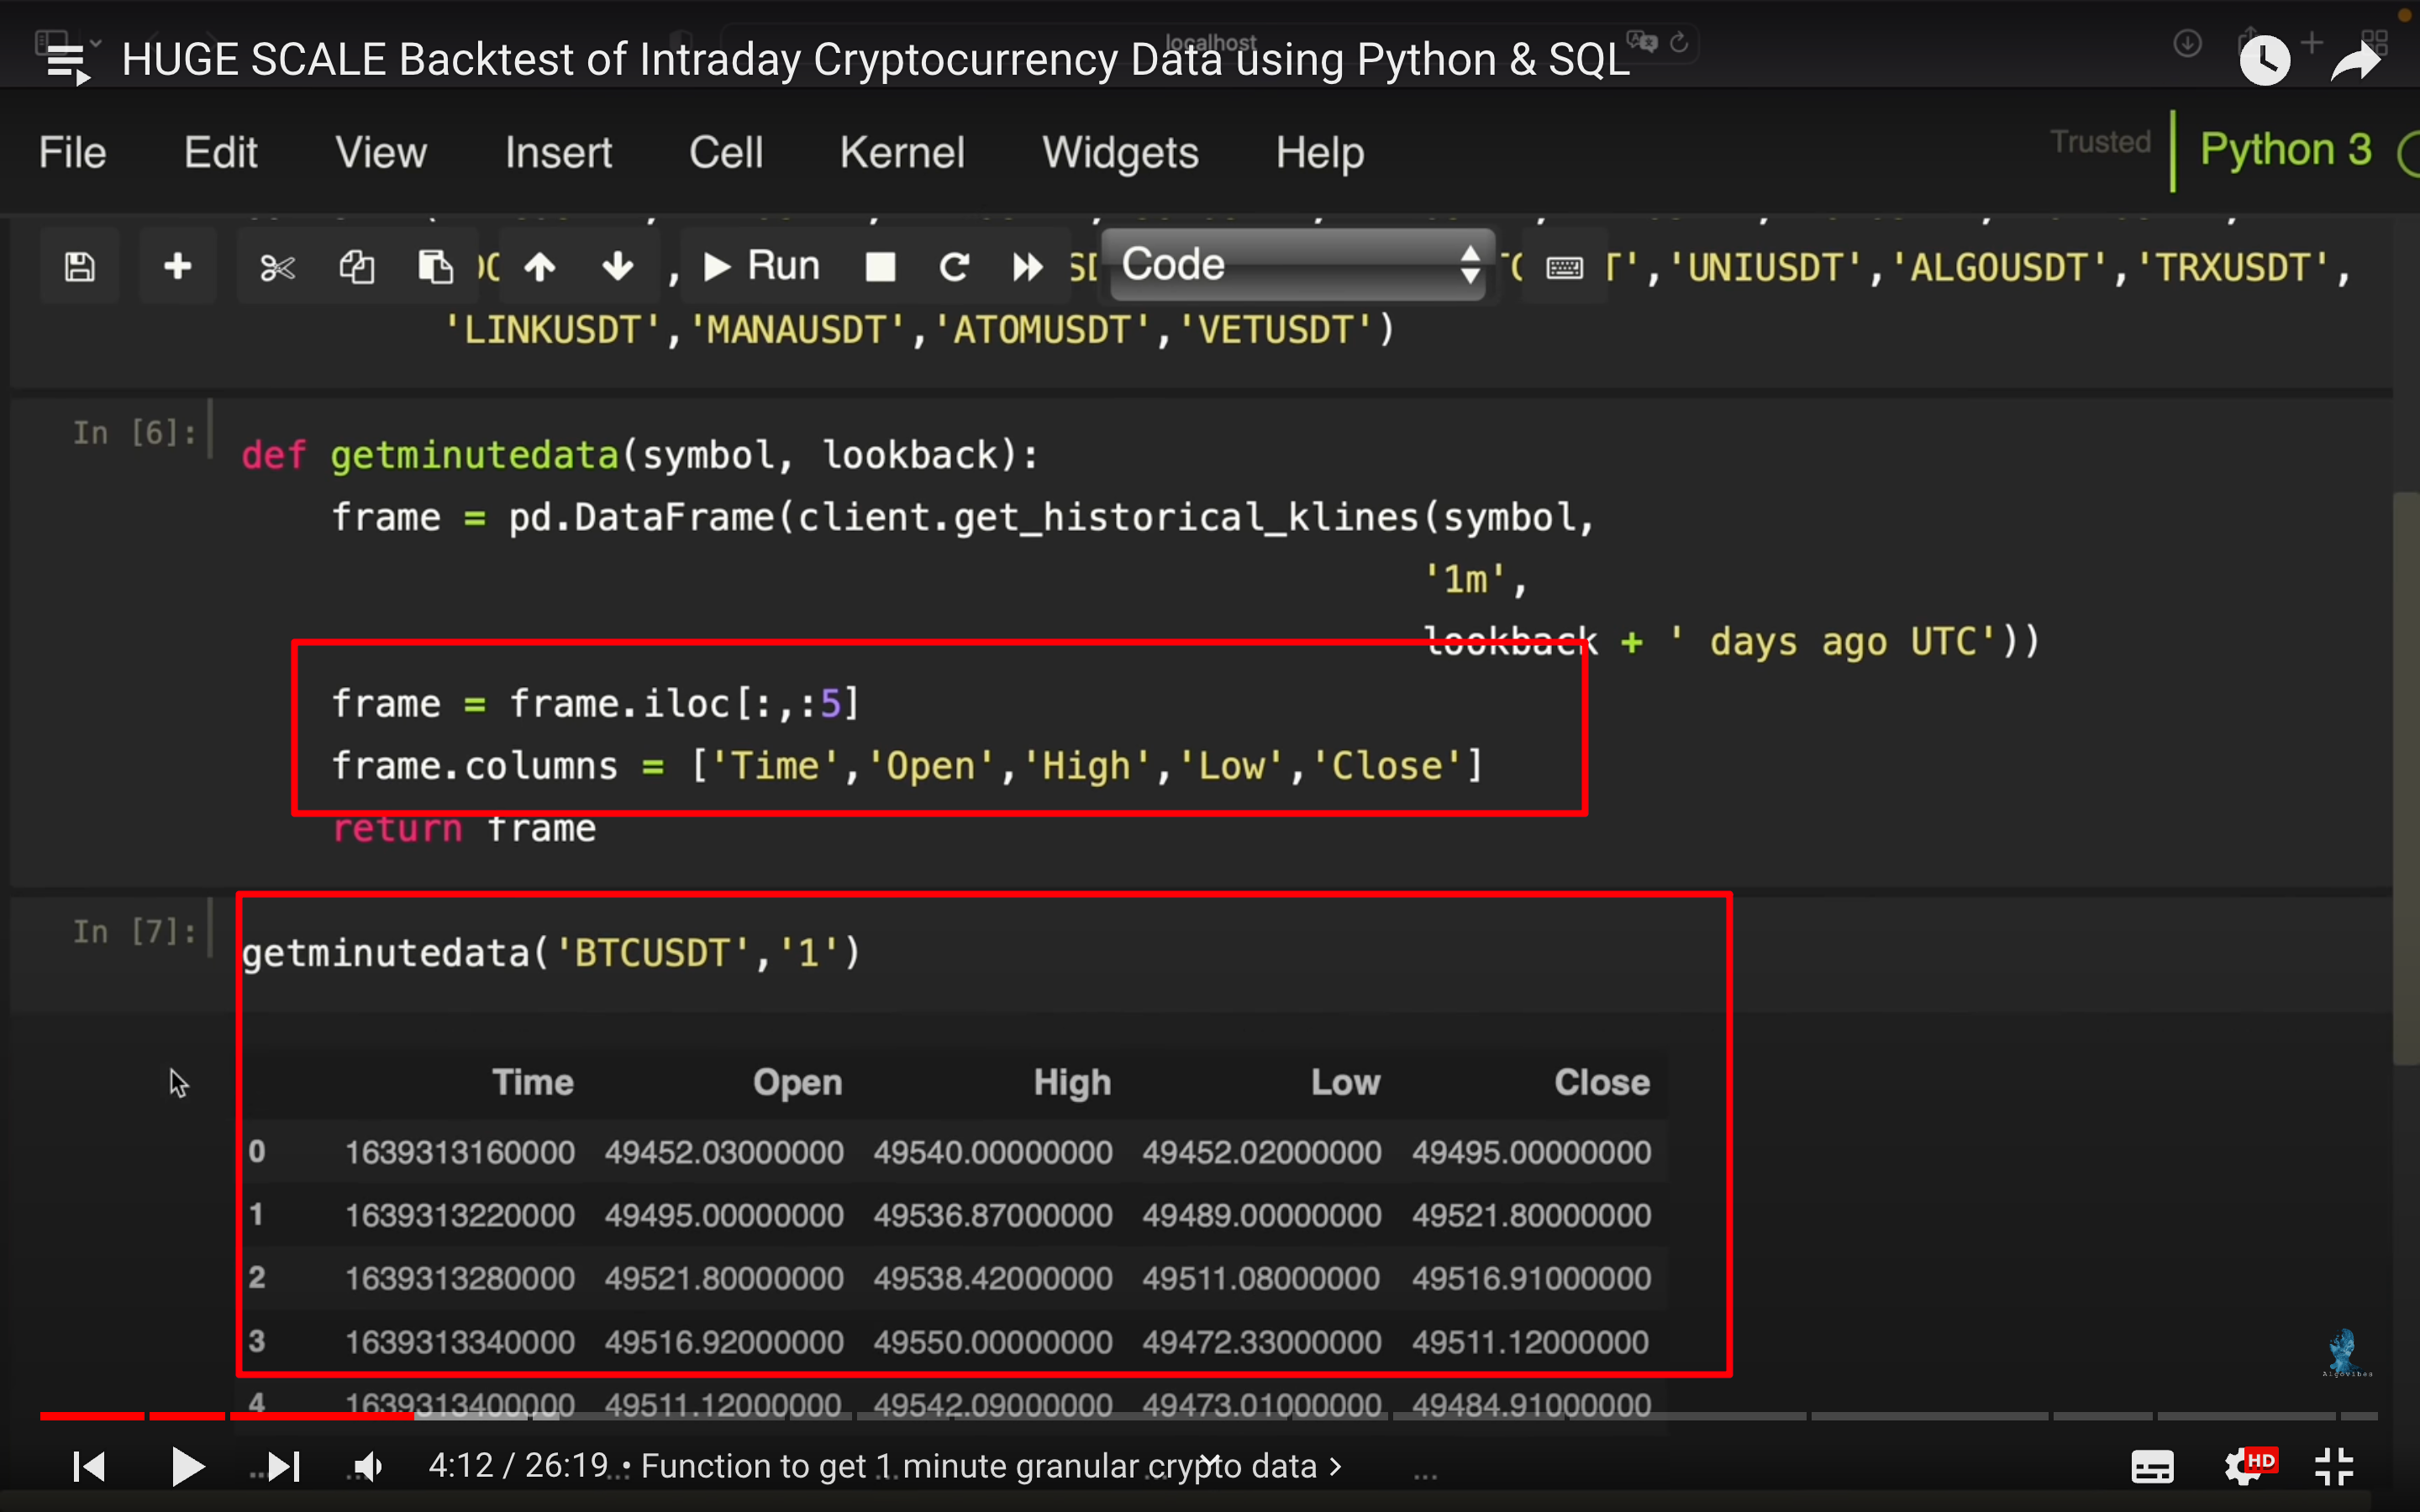 localhost
HUGE SCALE Backtest of Intraday Cryptocurrency Data using Python & SQL
File Edit View Insert Cell Kernel Widgets Help Trusted Python 3
Run Code T','UNIUSDT','ALGOUSDT','TRXUSDT',
'LINKUSDT','MANAUSDT','ATOMUSDT','VETUSDT')
In [6]:
def getminutedata(symbol, lookback):
frame = pd.DataFrame(client.get_historical_klines(symbol,
'1m',
lookback + ' days ago UTC'))
frame = frame.iloc[:,:5]
frame.columns = ['Time','Open','High','Low','Close']
return frame
In [7]:
getminutedata('BTCUSDT','1')
Time Open High Low Close
0 1639313160000 49452.03000000 49540.00000000 49452.02000000 49495.00000000
1 1639313220000 49495.00000000 49536.87000000 49489.00000000 49521.80000000
2 1639313280000 49521.80000000 49538.42000000 49511.08000000 49516.91000000
3 1639313340000 49516.92000000 49550.00000000 49472.33000000 49511.12000000
4 1639313400000 49511.12000000 49542.09000000 49473.01000000 49484.91000000
Algovibes
4:12 / 26:19 • Function to get 1 minute granular crypto data >
... ... ... ... ... ...
HD